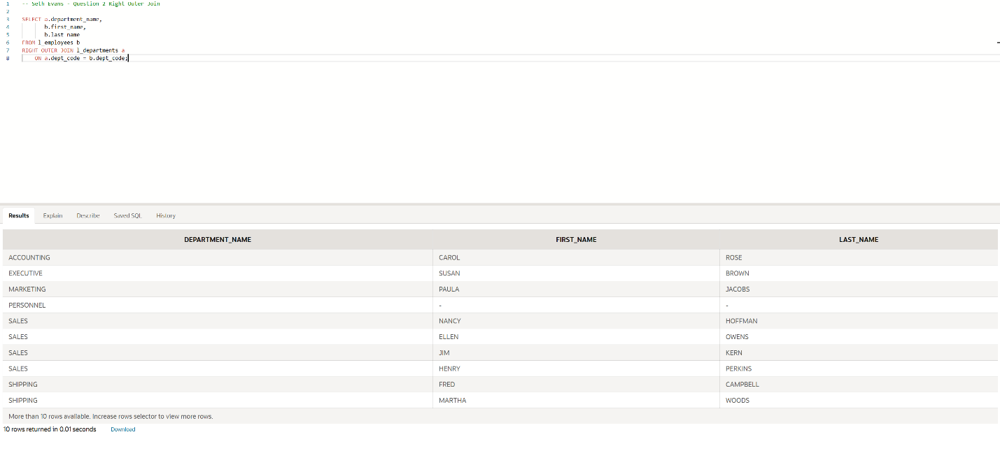 1 -- Seth Evans - Question 2 Right Outer Join
2
3 SELECT a.department_name,
4 b.first_name,
5 b.last_name
6 FROM l_employees b
7 RIGHT OUTER JOIN l_departments a
8 ON a.dept_code = b.dept_code;
Results Explain Describe Saved SQL History
DEPARTMENT_NAME FIRST_NAME LAST_NAME
ACCOUNTING CAROL ROSE
EXECUTIVE SUSAN BROWN
MARKETING PAULA JACOBS
PERSONNEL - -
SALES NANCY HOFFMAN
SALES ELLEN OWENS
SALES JIM KERN
SALES HENRY PERKINS
SHIPPING FRED CAMPBELL
SHIPPING MARTHA WOODS
More than 10 rows available. Increase rows selector to view more rows.
10 rows returned in 0.01 seconds Download